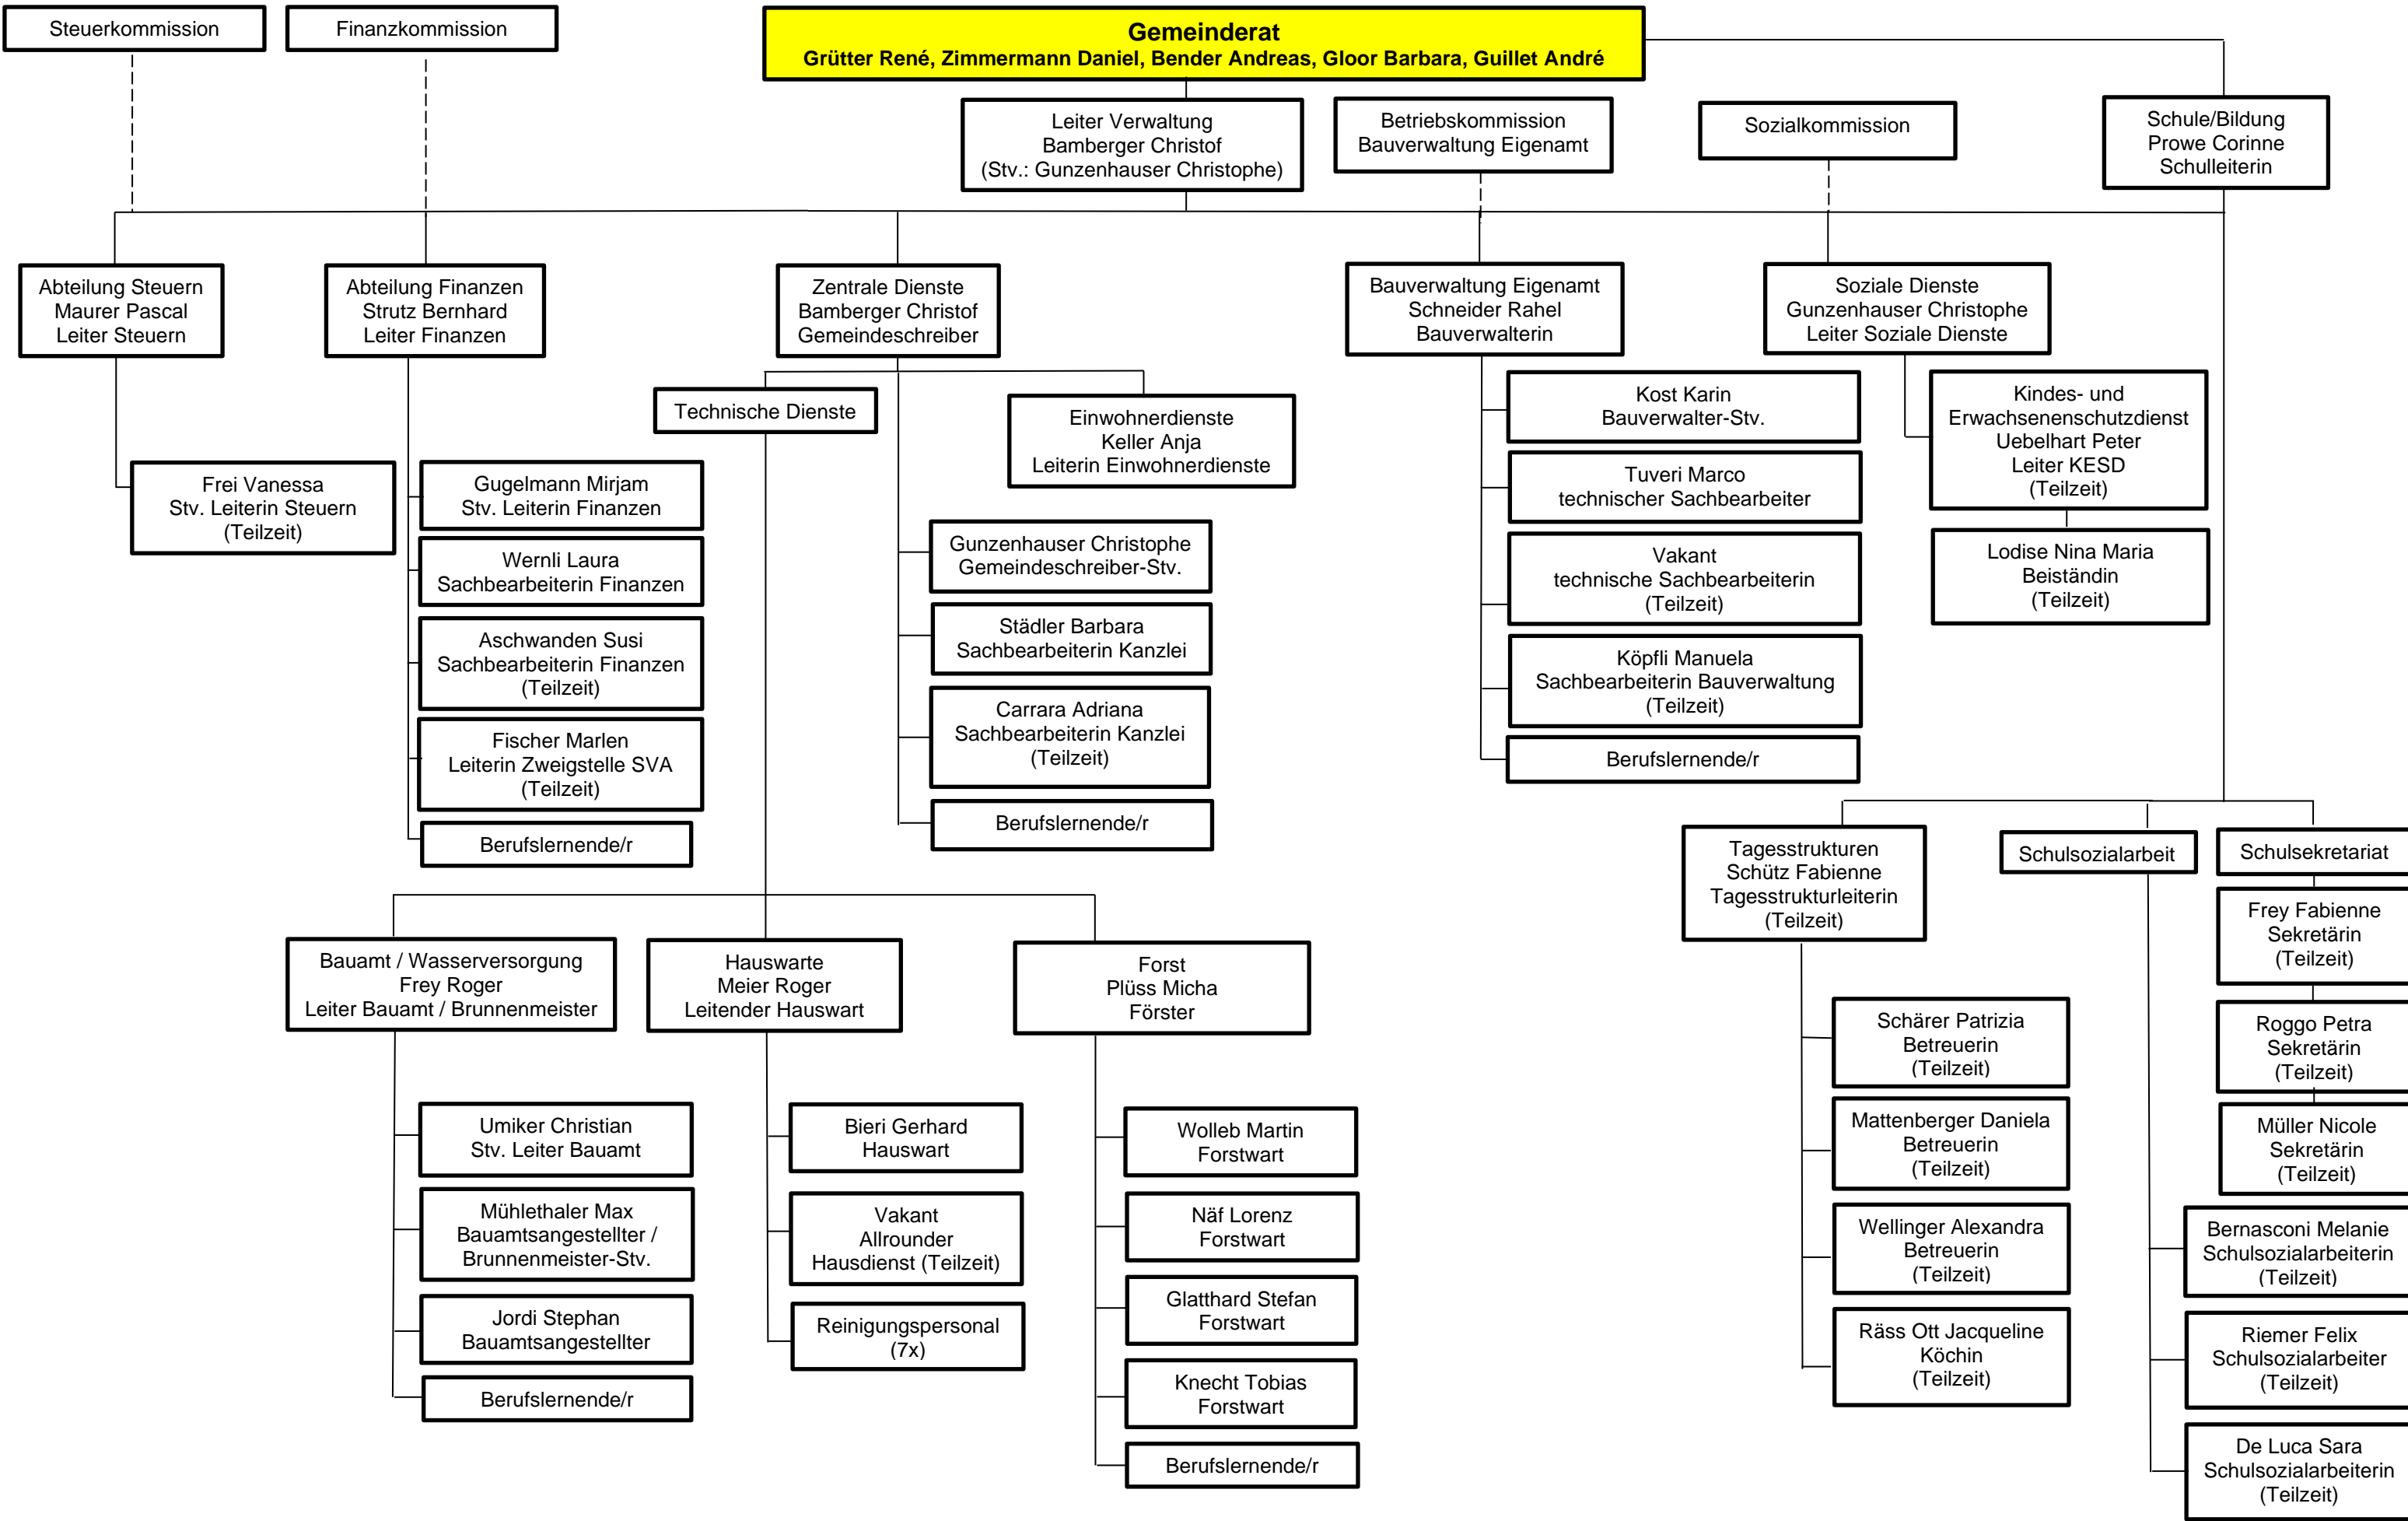 Steuerkommission
Finanzkommission
Gemeinderat
Grütter René, Zimmermann Daniel, Bender Andreas, Gloor Barbara, Guillet André
Leiter Verwaltung
Bamberger Christof
(Stv.: Gunzenhauser Christophe)
Betriebskommission
Bauverwaltung Eigenamt
Sozialkommission
Schule/Bildung
Prowe Corinne
Schulleiterin
Abteilung Steuern
Maurer Pascal
Leiter Steuern
Abteilung Finanzen
Strutz Bernhard
Leiter Finanzen
Zentrale Dienste
Bamberger Christof
Gemeindeschreiber
Bauverwaltung Eigenamt
Schneider Rahel
Bauverwalterin
Soziale Dienste
Gunzenhauser Christophe
Leiter Soziale Dienste
Frei Vanessa
Stv. Leiterin Steuern
(Teilzeit)
Gugelmann Mirjam
Stv. Leiterin Finanzen
Wernli Laura
Sachbearbeiterin Finanzen
Aschwanden Susi
Sachbearbeiterin Finanzen
(Teilzeit)
Fischer Marlen
Leiterin Zweigstelle SVA
(Teilzeit)
Berufslernende/r
Technische Dienste
Einwohnerdienste
Keller Anja
Leiterin Einwohnerdienste
Gunzenhauser Christophe
Gemeindeschreiber-Stv.
Städler Barbara
Sachbearbeiterin Kanzlei
Carrara Adriana
Sachbearbeiterin Kanzlei
(Teilzeit)
Berufslernende/r
Kost Karin
Bauverwalter-Stv.
Tuveri Marco
technischer Sachbearbeiter
Vakant
technische Sachbearbeiterin
(Teilzeit)
Köpfli Manuela
Sachbearbeiterin Bauverwaltung
(Teilzeit)
Berufslernende/r
Kindes- und
Erwachsenenschutzdienst
Uebelhart Peter
Leiter KESD
(Teilzeit)
Lodise Nina Maria
Beiständin
(Teilzeit)
Bauamt / Wasserversorgung
Frey Roger
Leiter Bauamt / Brunnenmeister
Umiker Christian
Stv. Leiter Bauamt
Mühlethaler Max
Bauamtsangestellter /
Brunnenmeister-Stv.
Jordi Stephan
Bauamtsangestellter
Berufslernende/r
Hauswarte
Meier Roger
Leitender Hauswart
Bieri Gerhard
Hauswart
Vakant
Allrounder
Hausdienst (Teilzeit)
Reinigungspersonal
(7x)
Forst
Plüss Micha
Förster
Wolleb Martin
Forstwart
Näf Lorenz
Forstwart
Glatthard Stefan
Forstwart
Knecht Tobias
Forstwart
Berufslernende/r
Tagesstrukturen
Schütz Fabienne
Tagesstrukturleiterin
(Teilzeit)
Schärer Patrizia
Betreuerin
(Teilzeit)
Mattenberger Daniela
Betreuerin
(Teilzeit)
Wellinger Alexandra
Betreuerin
(Teilzeit)
Räss Ott Jacqueline
Köchin
(Teilzeit)
Schulsozialarbeit
Schulsekretariat
Frey Fabienne
Sekretärin
(Teilzeit)
Roggo Petra
Sekretärin
(Teilzeit)
Müller Nicole
Sekretärin
(Teilzeit)
Bernasconi Melanie
Schulsozialarbeiterin
(Teilzeit)
Riemer Felix
Schulsozialarbeiter
(Teilzeit)
De Luca Sara
Schulsozialarbeiterin
(Teilzeit)